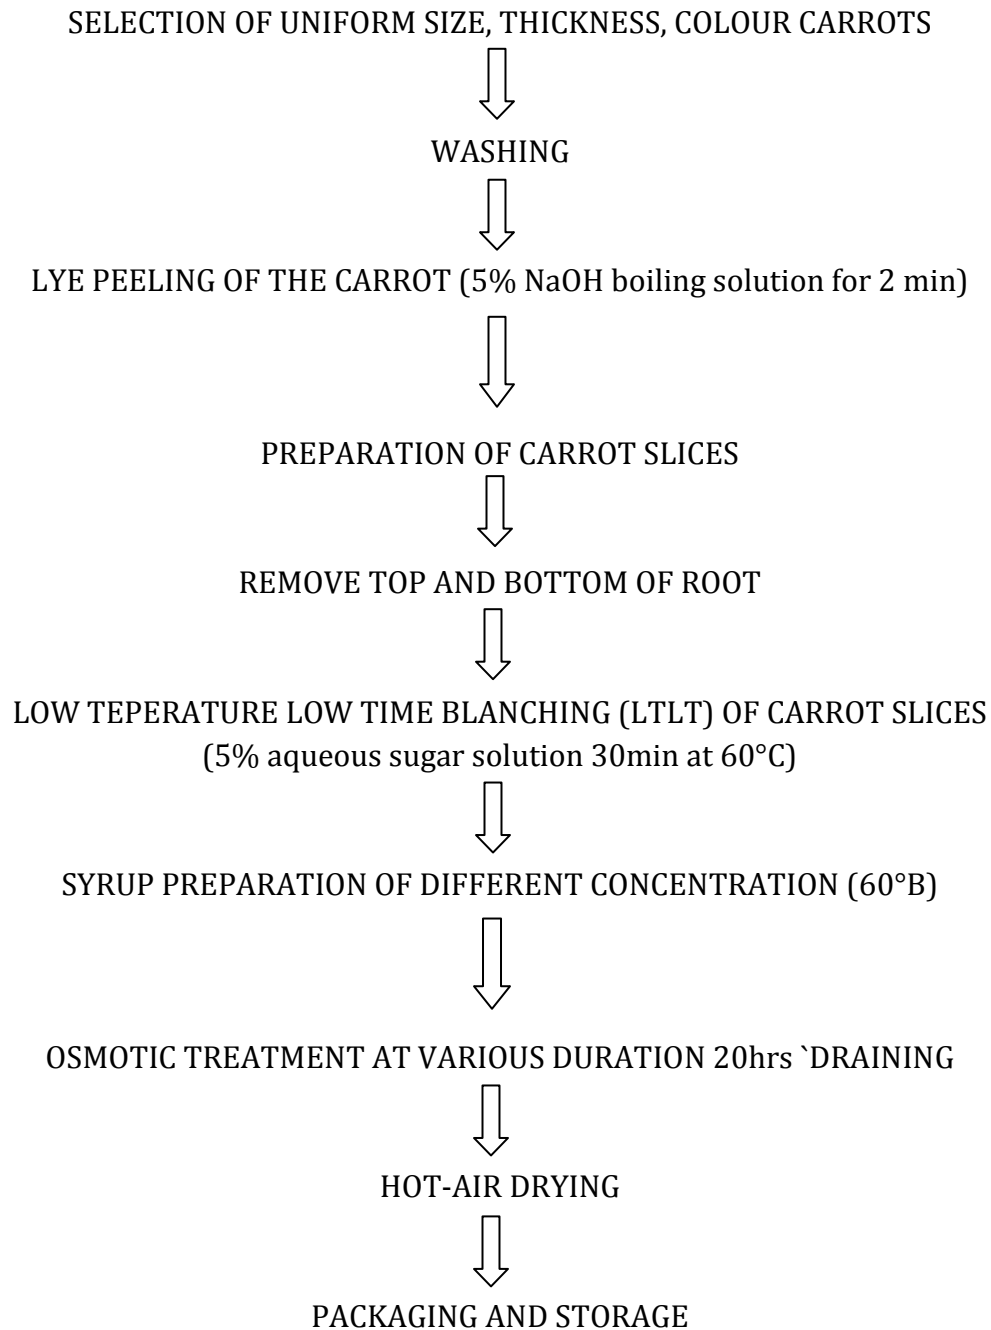 SELECTION OF UNIFORM SIZE, THICKNESS, COLOUR CARROTS
WASHING
LYE PEELING OF THE CARROT (5% NaOH boiling solution for 2 min)
PREPARATION OF CARROT SLICES
REMOVE TOP AND BOTTOM OF ROOT
LOW TEPERATURE LOW TIME BLANCHING (LTLT) OF CARROT SLICES
(5% aqueous sugar solution 30min at 60°C)
SYRUP PREPARATION OF DIFFERENT CONCENTRATION (60°B)
OSMOTIC TREATMENT AT VARIOUS DURATION 20hrs `DRAINING
HOT-AIR DRYING
PACKAGING AND STORAGE